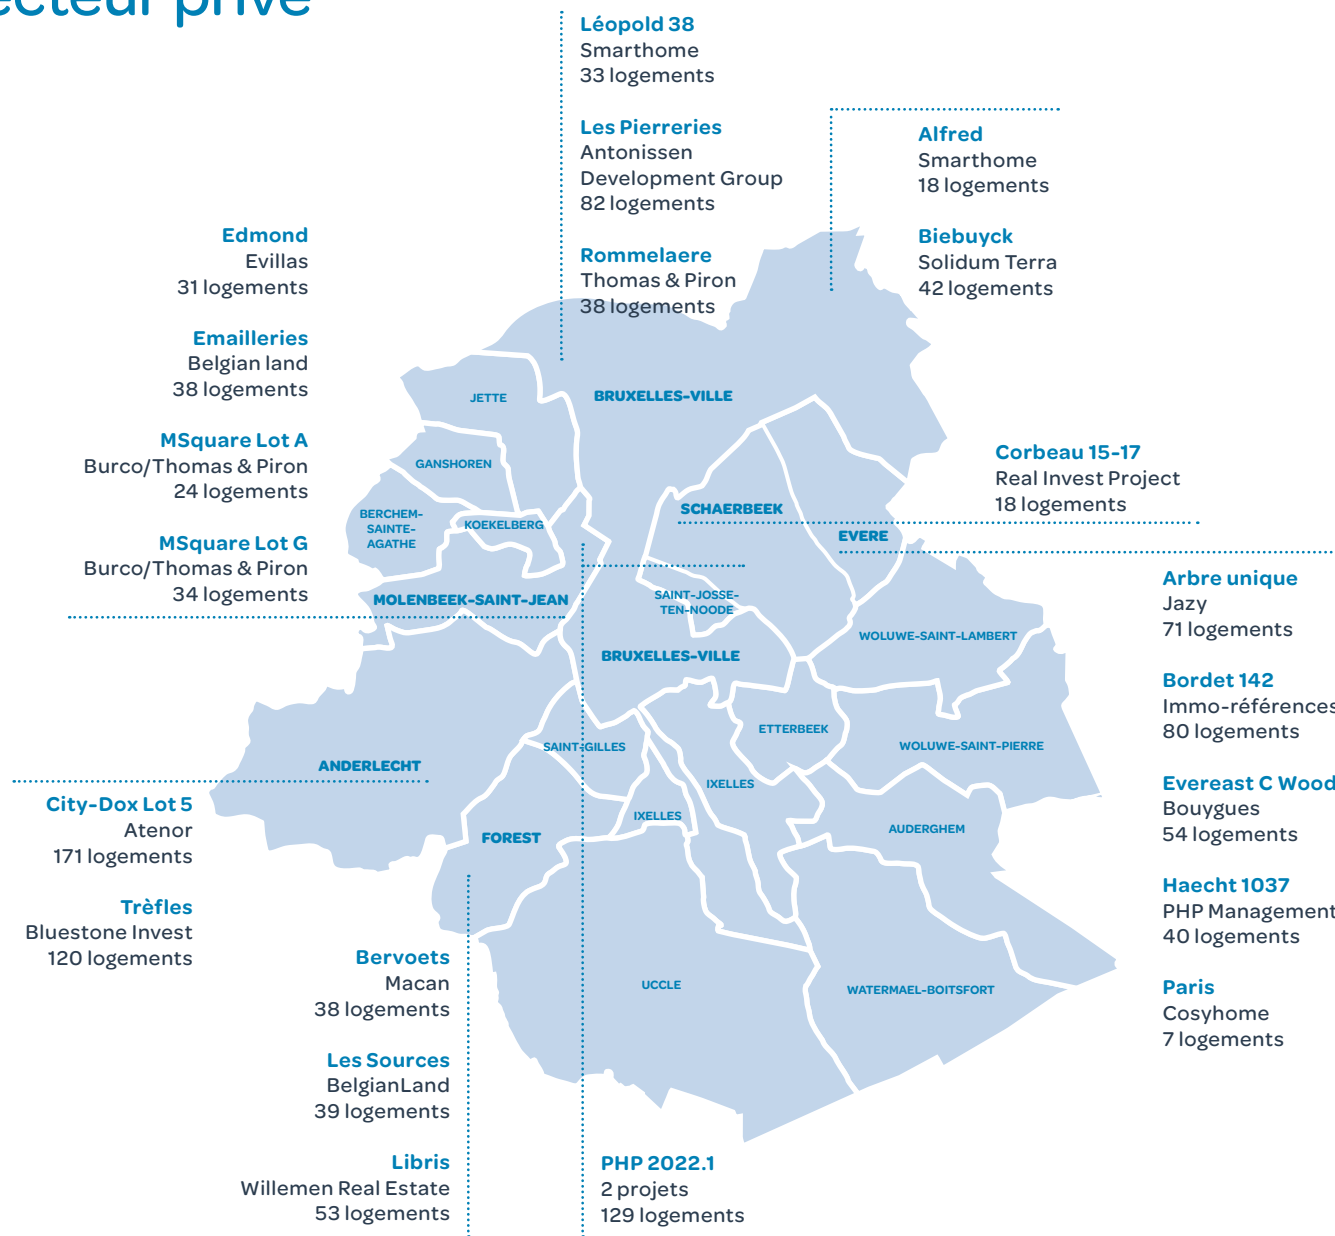 ecteur privé
Léopold 38
Smarthome
33 logements
Les Pierreries
Antonissen
Development Group
82 logements
Rommelaere
Thomas & Piron
38 logements
Alfred
Smarthome
18 logements
Biebuyck
Solidum Terra
42 logements
Edmond
Evillas
31 logements
Emailleries
Belgian land
38 logements
MSquare Lot A
Burco/Thomas & Piron
24 logements
MSquare Lot G
Burco/Thomas & Piron
34 logements
Corbeau 15-17
Real Invest Project
18 logements
Arbre unique
Jazy
71 logements
Bordet 142
Immo-références
80 logements
Evereast C Wood
Bouygues
54 logements
Haecht 1037
PHP Management
40 logements
Paris
Cosyhome
7 logements
City-Dox Lot 5
Atenor
171 logements
Trèfles
Bluestone Invest
120 logements
Bervoets
Macan
38 logements
Les Sources
BelgianLand
39 logements
Libris
Willemen Real Estate
53 logements
PHP 2022.1
2 projets
129 logements
JETTE
BRUXELLES-VILLE
GANSHOREN
BERCHEM-
SAINTE-
AGATHE
KOEKELBERG
SCHAERBEEK
EVERE
MOLENBEEK-SAINT-JEAN
SAINT-JOSSE-
TEN-NOODE
WOLUWE-SAINT-LAMBERT
BRUXELLES-VILLE
ETTERBEEK
WOLUWE-SAINT-PIERRE
SAINT-GILLES
ANDERLECHT
IXELLES
IXELLES
FOREST
AUDERGHEM
UCCLE
WATERMAEL-BOITSFORT